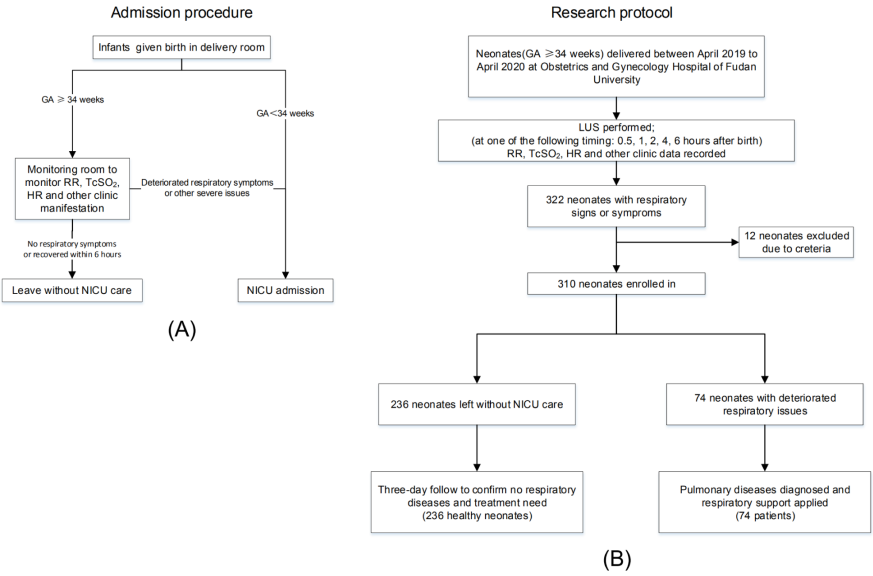 Admission procedure
Infants given birth in delivery room
GA ≥ 34 weeks
GA<34 weeks
Monitoring room to
monitor RR, TcSO₂,
HR and other clinic
manifestation
Deteriorated respiratory symptoms
or other severe issues
No respiratory symptoms
or recovered within 6 hours
Leave without NICU care
NICU admission
(A)
Research protocol
Neonates(GA ≥34 weeks) delivered between April 2019 to
April 2020 at Obstetrics and Gynecology Hospital of Fudan
University
LUS performed;
(at one of the following timing: 0.5, 1, 2, 4, 6 hours after birth)
RR, TcSO₂, HR and other clinic data recorded
322 neonates with respiratory
signs or symproms
12 neonates excluded
due to creteria
310 neonates enrolled in
236 neonates left without NICU care
74 neonates with deteriorated
respiratory issues
Three-day follow to confirm no respiratory
diseases and treatment need
(236 healthy neonates)
Pulmonary diseases diagnosed and
respiratory support applied
(74 patients)
(B)